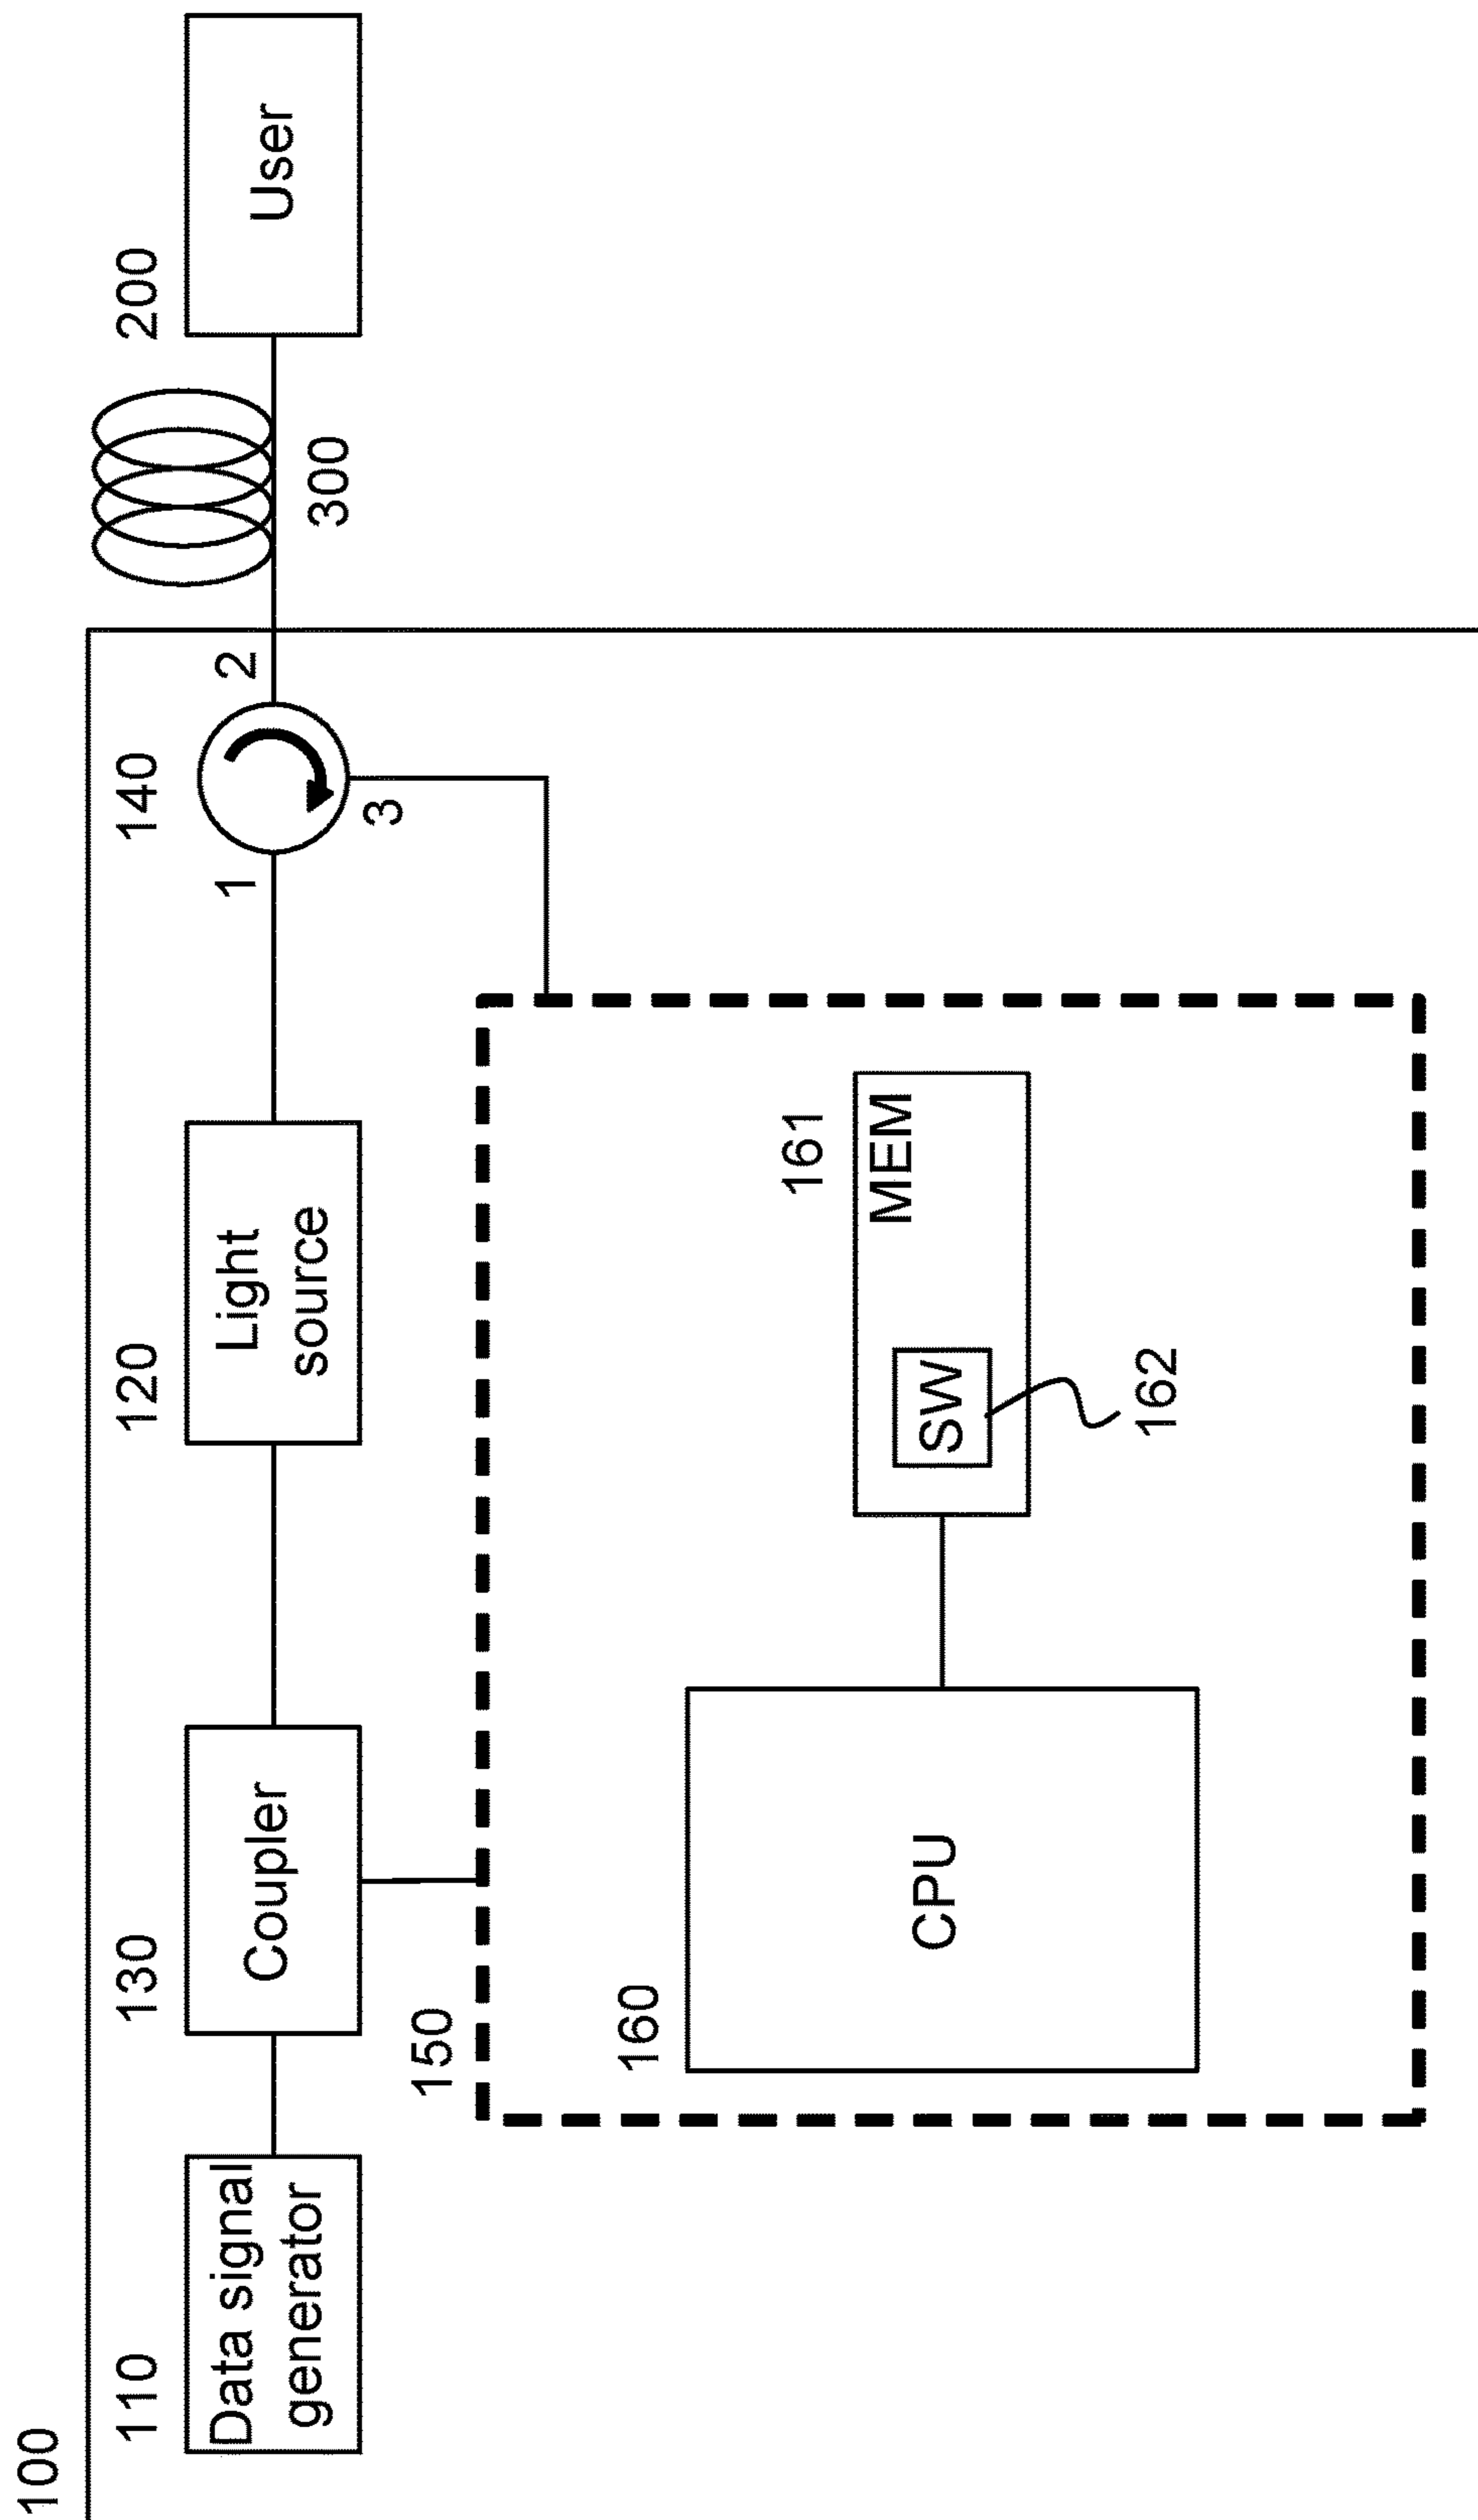 100
110
130
120
140
200
Data signal
generator
Coupler
Light
source
1
2
3
300
User
150
160
CPU
161
MEM
SW
162